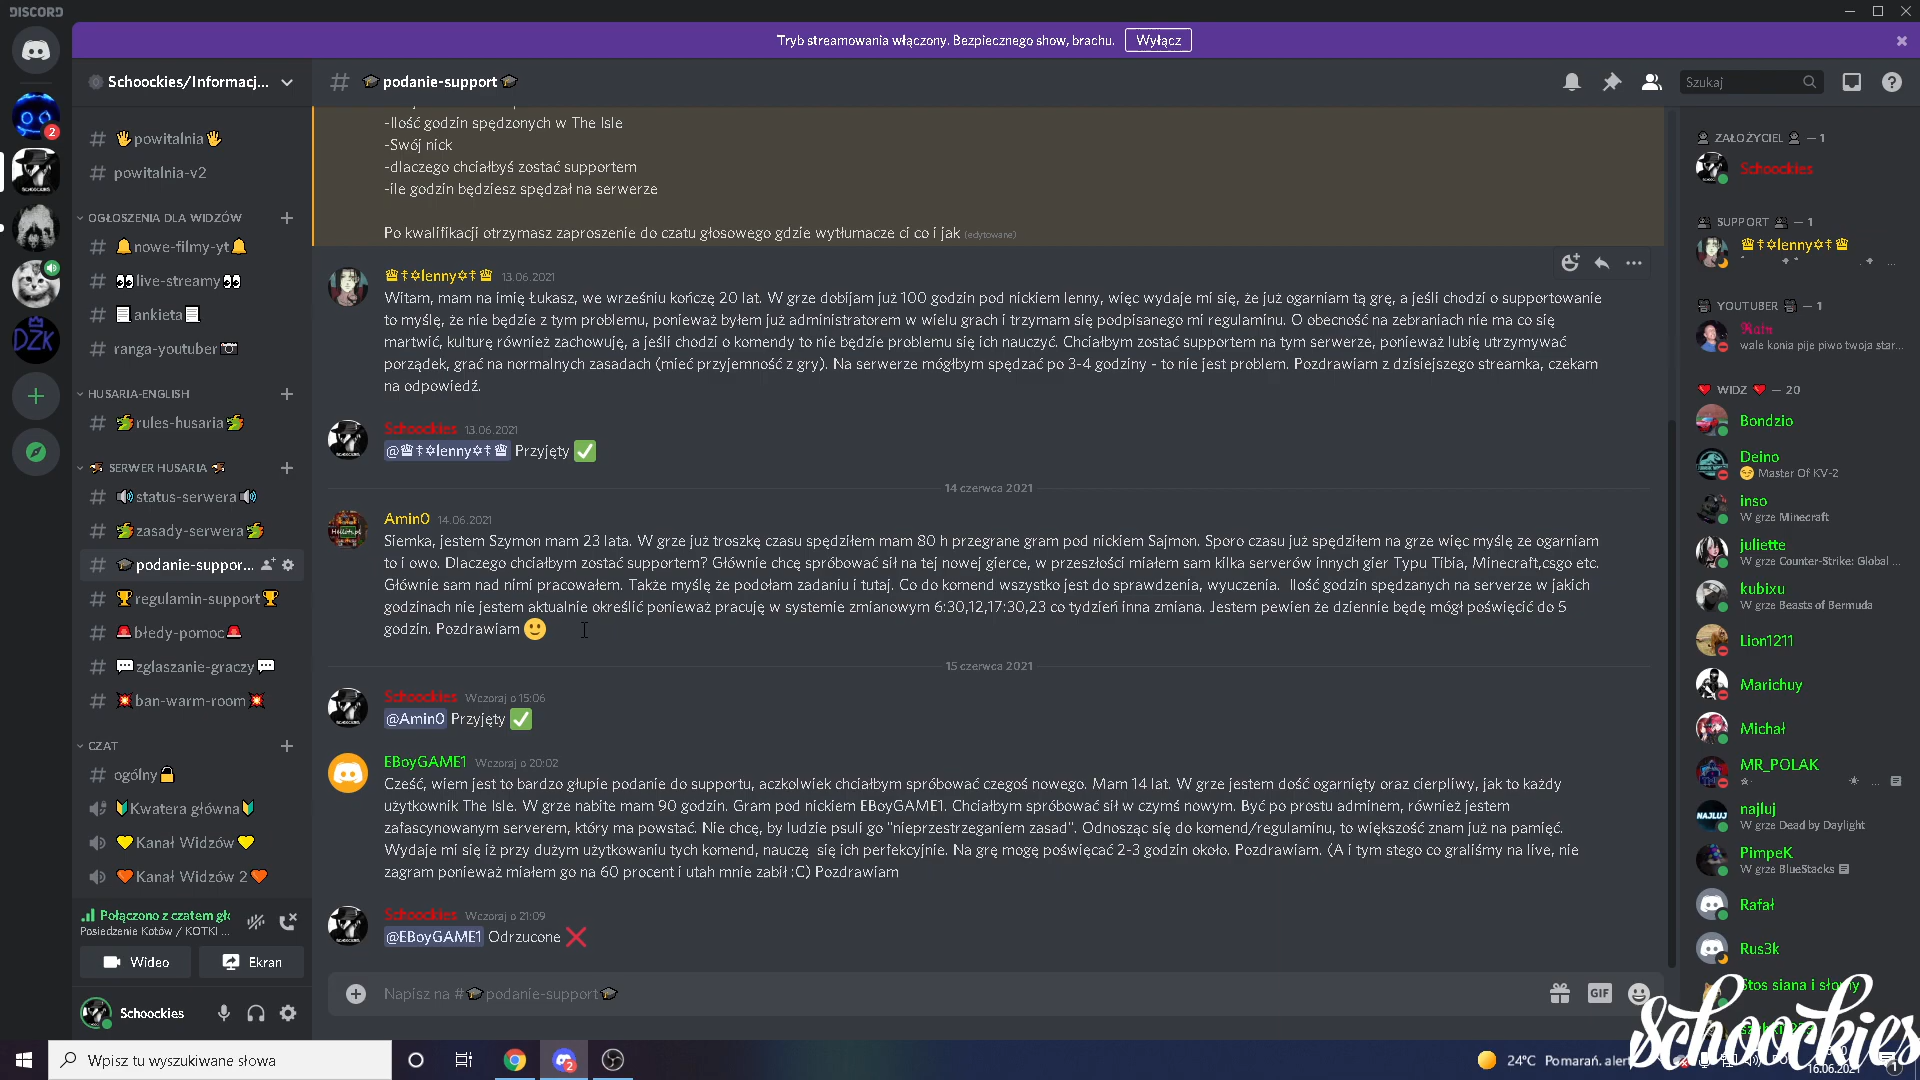 DISCORD
Tryb streamowania włączony. Bezpiecznego show, brachu. Wyłącz
Schoockies/Informacj...
🎓podanie-support🎓
Szukaj
👋powitalnia👋
powitalnia-v2
OGŁOSZENIA DLA WIDZÓW
🔔nowe-filmy-yt🔔
👀live-streamy👀
📃ankieta📃
ranga-youtuber📷
HUSARIA-ENGLISH
🐲rules-husaria🐲
SERWER HUSARIA
🔊status-serwera🔊
🐲zasady-serwera🐲
🎓podanie-suppor...
🏆regulamin-support🏆
🚨błedy-pomoc🚨
💬zglaszanie-graczy💬
💥ban-warm-room💥
CZAT
ogólny🔒
🔰Kwatera główna🔰
💛Kanał Widzów💛
🧡Kanał Widzów 2🧡
Połączono z czatem gł
Posiedzenie Kotów / KOTKI ...
Wideo
Ekran
Schoockies
2
DZK
-Ilość godzin spędzonych w The Isle
-Swój nick
-dlaczego chciałbyś zostać supportem
-ile godzin będziesz spędzał na serwerze
Po kwalifikacji otrzymasz zaproszenie do czatu głosowego gdzie wytłumacze ci co i jak (edytowane)
♕☨✡lenny✡☨♕ 13.06.2021
Witam, mam na imię Łukasz, we wrześniu kończę 20 lat. W grze dobijam już 100 godzin pod nickiem lenny, więc wydaje mi się, że już ogarniam tą grę, a jeśli chodzi o supportowanie
to myślę, że nie będzie z tym problemu, ponieważ byłem już administratorem w wielu grach i trzymam się podpisanego mi regulaminu. O obecność na zebraniach nie ma co się
martwić, kulturę również zachowuję, a jeśli chodzi o komendy to nie będzie problemu się ich nauczyć. Chciałbym zostać supportem na tym serwerze, ponieważ lubię utrzymywać
porządek, grać na normalnych zasadach (mieć przyjemność z gry). Na serwerze mógłbym spędzać po 3-4 godziny - to nie jest problem. Pozdrawiam z dzisiejszego streamka, czekam
na odpowiedź.
Schoockies 13.06.2021
@♕☨✡lenny✡☨♕ Przyjęty ✅
14 czerwca 2021
Amin0 14.06.2021
Siemka, jestem Szymon mam 23 lata. W grze już troszkę czasu spędziłem mam 80 h przegrane gram pod nickiem Sajmon. Sporo czasu już spędziłem na grze więc myślę ze ogarniam
to i owo. Dlaczego chciałbym zostać supportem? Głównie chcę spróbować sił na tej nowej gierce, w przeszłości miałem sam kilka serverów innych gier Typu Tibia, Minecraft,csgo etc.
Głównie sam nad nimi pracowałem. Także myślę że podołam zadaniu i tutaj. Co do komend wszystko jest do sprawdzenia, wyuczenia.  Ilość godzin spędzanych na serwerze w jakich
godzinach nie jestem aktualnie określić ponieważ pracuję w systemie zmianowym 6:30,12,17:30,23 co tydzień inna zmiana. Jestem pewien że dziennie będę mógł poświęcić do 5
godzin. Pozdrawiam 🙂
15 czerwca 2021
Schoockies Wczoraj o 15:06
@Amin0 Przyjęty ✅
EBoyGAME1 Wczoraj o 20:02
Cześć, wiem jest to bardzo głupie podanie do supportu, aczkolwiek chciałbym spróbować czegoś nowego. Mam 14 lat. W grze jestem dość ogarnięty oraz cierpliwy, jak to każdy
użytkownik The Isle. W grze nabite mam 90 godzin. Gram pod nickiem EBoyGAME1. Chciałbym spróbować sił w czymś nowym. Być po prostu adminem, również jestem
zafascynowanym serverem, który ma powstać. Nie chcę, by ludzie psuli go "nieprzestrzeganiem zasad". Odnosząc się do komend/regulaminu, to większość znam już na pamięć.
Wydaje mi się iż przy dużym użytkowaniu tych komend, nauczę  się ich perfekcyjnie. Na grę mogę poświęcać 2-3 godzin około. Pozdrawiam. (A i tym stego co graliśmy na live, nie
zagram ponieważ miałem go na 60 procent i utah mnie zabił :C) Pozdrawiam
Schoockies Wczoraj o 21:09
@EBoyGAME1 Odrzucone ❌
Napisz na #🎓podanie-support🎓
GIF
ZAŁOŻYCIEL — 1
Schoockies
SUPPORT — 1
♕☨✡lenny✡☨♕
YOUTUBER — 1
wale konia pije piwo twoja star...
WIDZ — 20
Bondzio
Deino
Master Of KV-2
inso
W grze Minecraft
juliette
W grze Counter-Strike: Global ...
kubixu
W grze Beasts of Bermuda
Lion1211
Marichuy
Michał
MR_POLAK
najluj
W grze Dead by Daylight
NAJLUJ
PimpeK
W grze BlueStacks
Rafał
Rus3k
Stos siana i słomy
Schoockies
Wpisz tu wyszukiwane słowa
24°C Pomarań. alert
16.06.2021